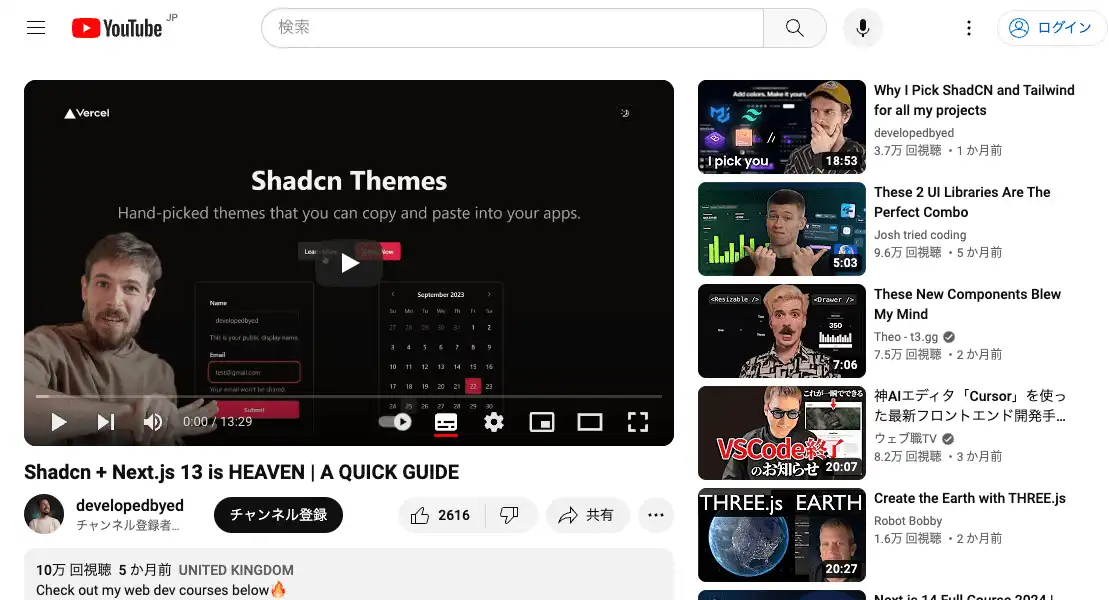 YouTube JP
検索
ログイン
Vercel
Shadcn Themes
Hand-picked themes that you can copy and paste into your apps.
Name
developedbyed
This is your public display name.
Email
test@gmail.com
Your email won't be shared.
Submit
September 2023
Su Mo Tu We Th Fr Sa
27 28 29 30 31 1 2
3 4 5 6 7 8 9
10 11 12 13 14 15 16
17 18 19 20 21 22 23
24 25 26 27 28 29 30
0:00 / 13:29
Shadcn + Next.js 13 is HEAVEN | A QUICK GUIDE
developedbyed
チャンネル登録者…
チャンネル登録
2616
共有
10万 回視聴 5 か月前 UNITED KINGDOM
Check out my web dev courses below🔥
Add colors. Make it yours.
I pick you
18:53
Why I Pick ShadCN and Tailwind
for all my projects
developedbyed
3.7万 回視聴 ・1 か月前
5:03
These 2 UI Libraries Are The
Perfect Combo
Josh tried coding
9.6万 回視聴 ・5 か月前
<Resizable /> <Drawer />
350
7:06
These New Components Blew
My Mind
Theo - t3.gg
7.5万 回視聴 ・2 か月前
これが一瞬でできる
VSCode終了
のお知らせ
20:07
神AIエディタ「Cursor」を使っ
た最新フロントエンド開発手…
ウェブ職TV
8.2万 回視聴 ・3 か月前
THREE.js EARTH
20:27
Create the Earth with THREE.js
Robot Bobby
1.6万 回視聴 ・2 か月前
Next.js 14 Full Course 2024 |